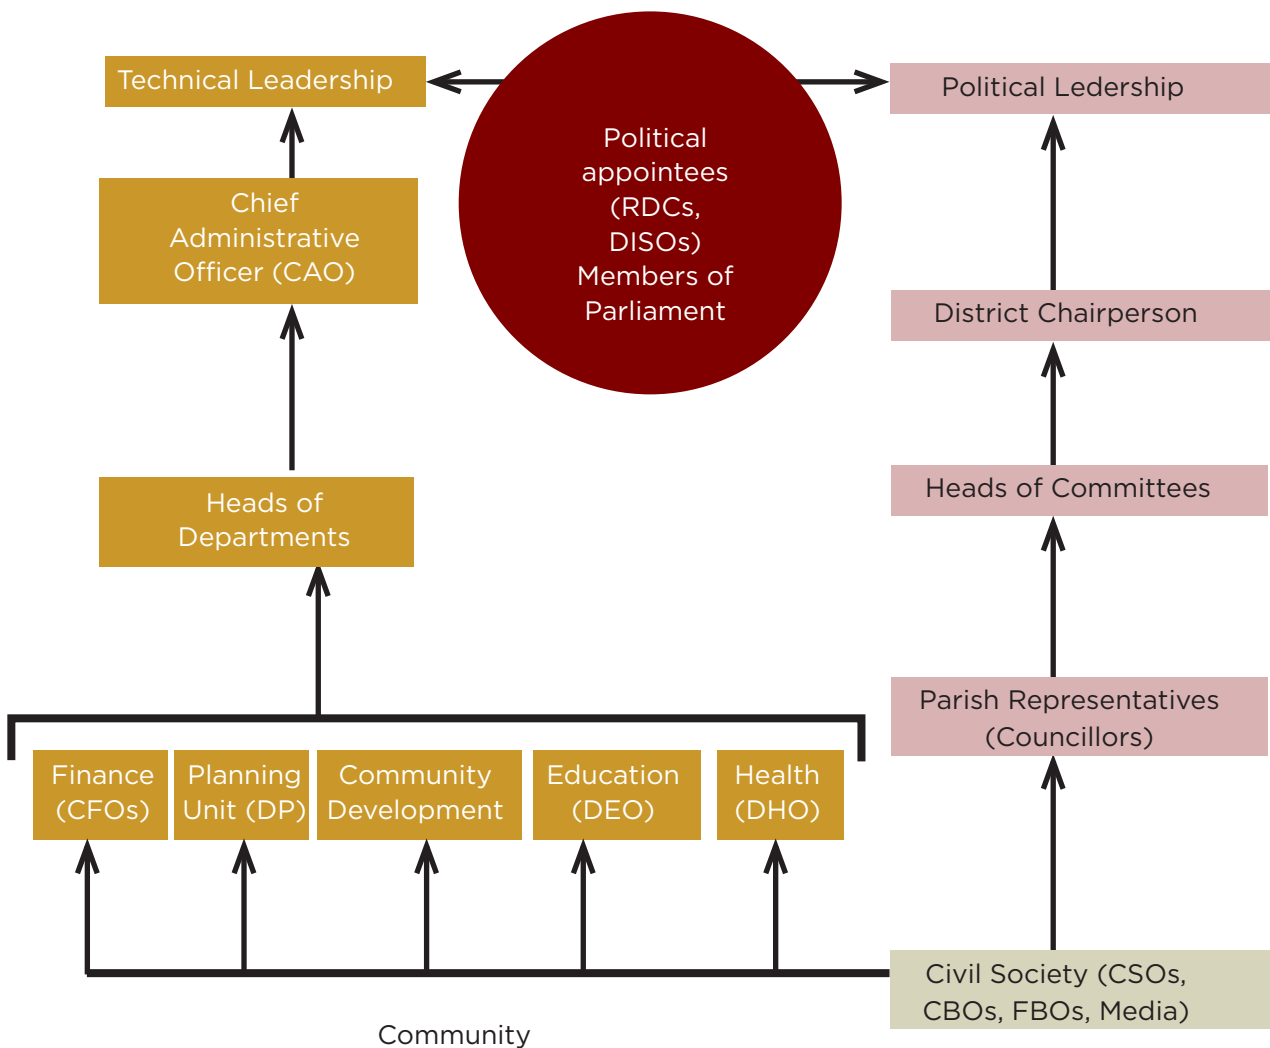 Technical Leadership
Political Ledership
Political
appointees
(RDCs,
DISOs)
Members of
Parliament
Chief
Administrative
Officer (CAO)
District Chairperson
Heads of
Departments
Heads of Committees
Parish Representatives
(Councillors)
Finance
(CFOs)
Planning
Unit (DP)
Community
Development
Education
(DEO)
Health
(DHO)
Civil Society (CSOs,
CBOs, FBOs, Media)
Community